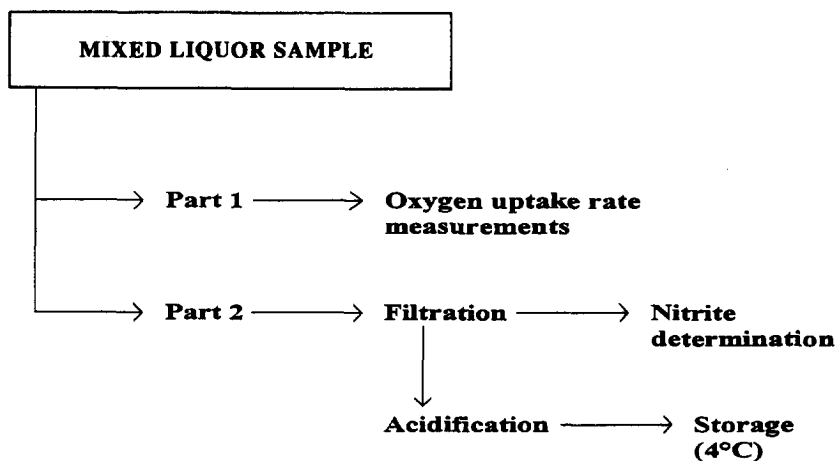 MIXED LIQUOR SAMPLE
Part 1
Oxygen uptake rate
measurements
Part 2
Filtration
Nitrite
determination
Acidification
Storage
(4°C)